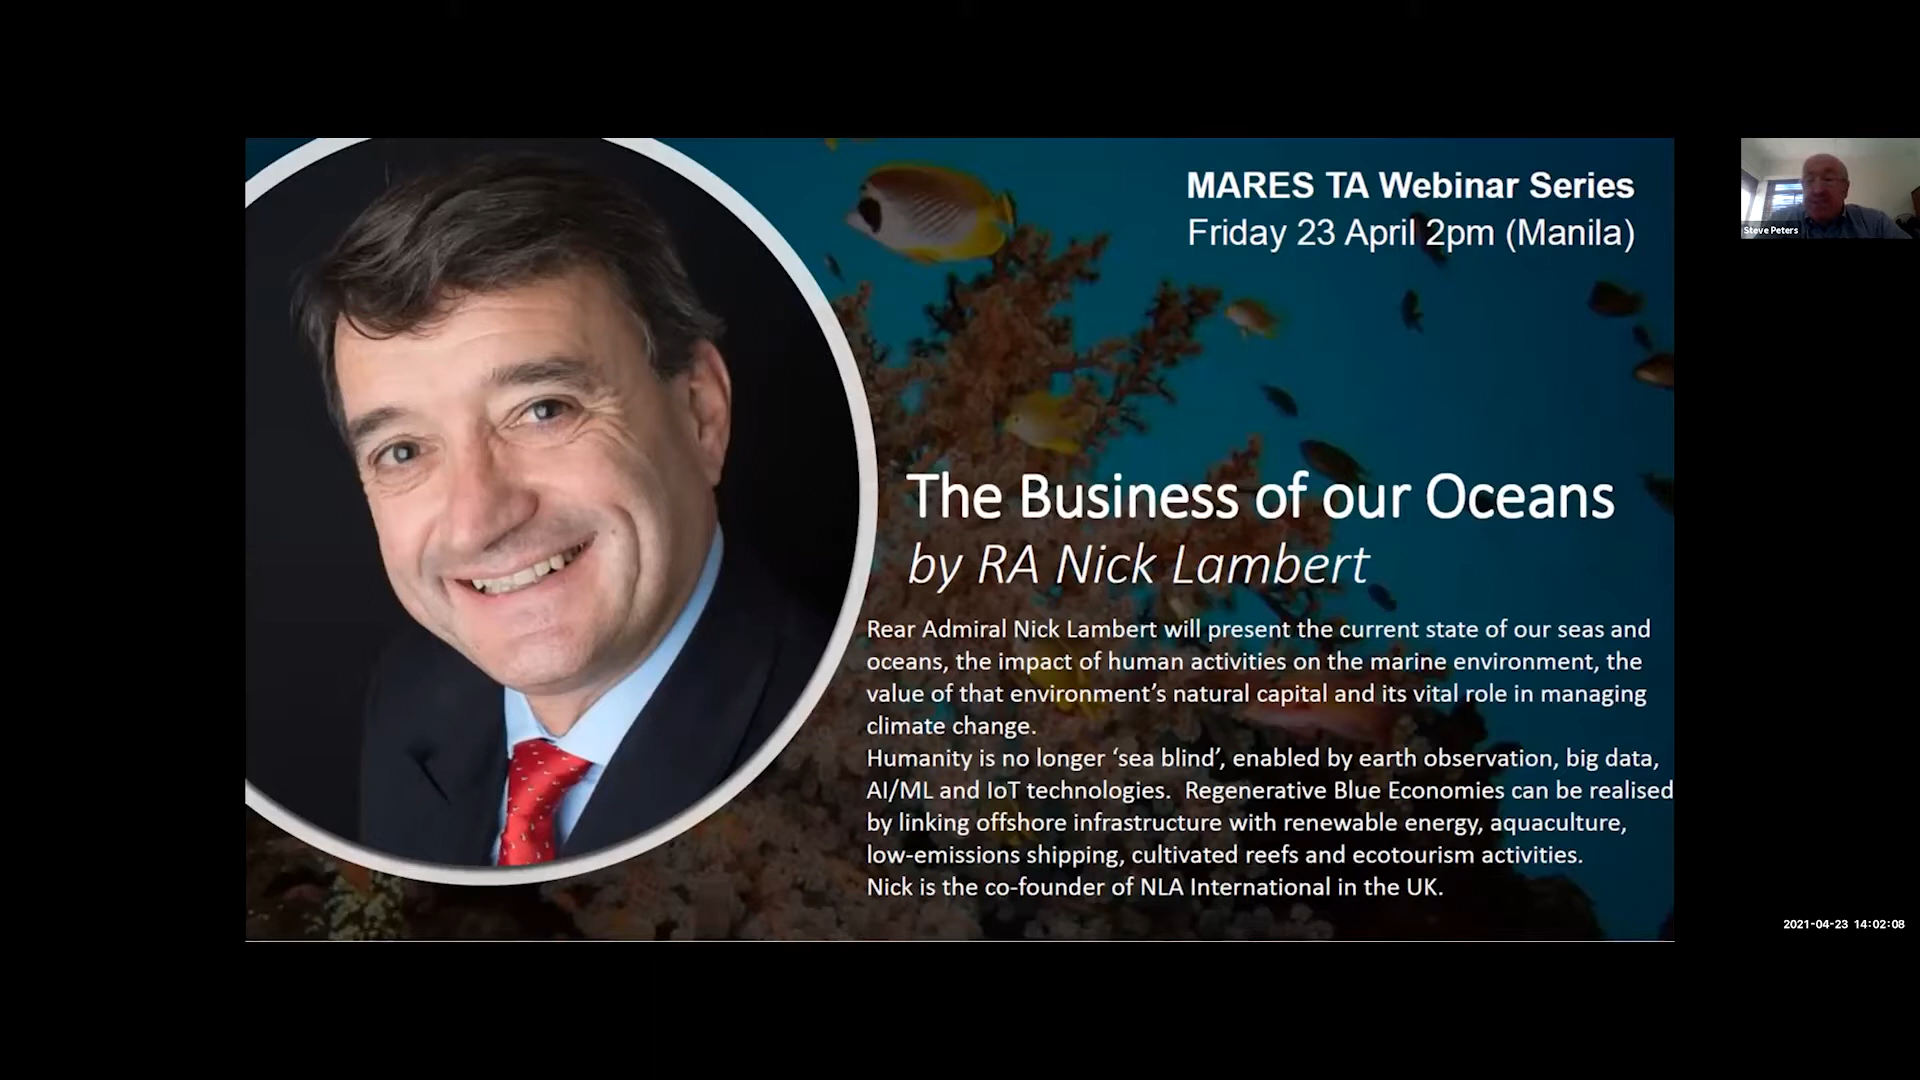 MARES TA Webinar Series
Friday 23 April 2pm (Manila)
Steve Peters
The Business of our Oceans
by RA Nick Lambert
Rear Admiral Nick Lambert will present the current state of our seas and
oceans, the impact of human activities on the marine environment, the
value of that environment’s natural capital and its vital role in managing
climate change.
Humanity is no longer ‘sea blind’, enabled by earth observation, big data,
AI/ML and IoT technologies.  Regenerative Blue Economies can be realised
by linking offshore infrastructure with renewable energy, aquaculture,
low-emissions shipping, cultivated reefs and ecotourism activities.
Nick is the co-founder of NLA International in the UK.
2021-04-23 14:02:08